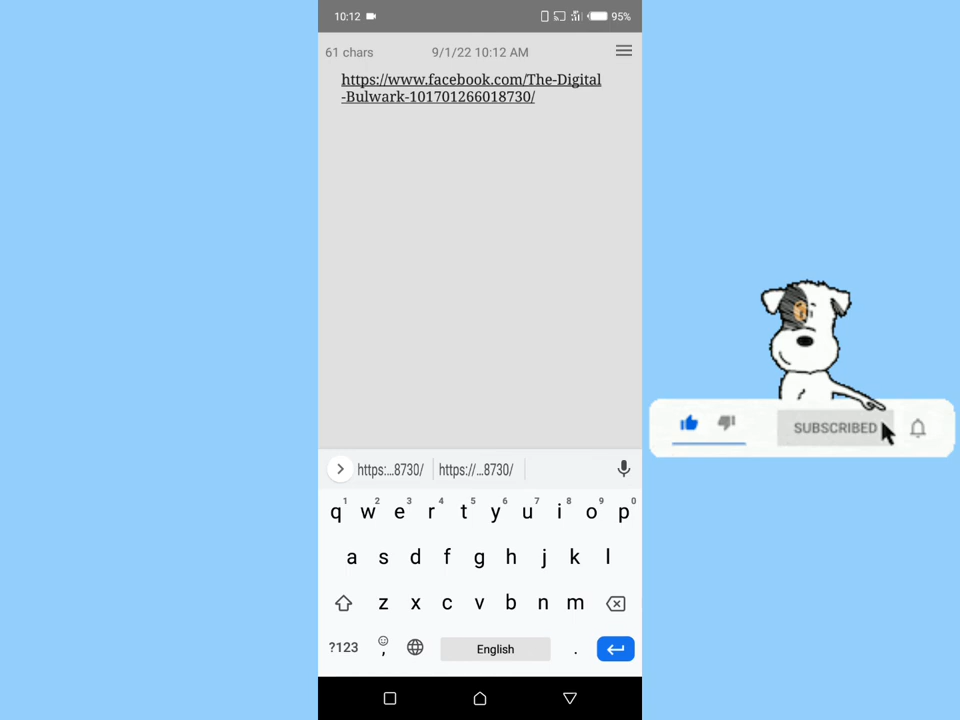 10:12
95%
61 chars 9/1/22 10:12 AM
https://www.facebook.com/The-Digital
-Bulwark-101701266018730/
SUBSCRIBED
https:...8730/ https://...8730/
1 2 3 4 5 6 7 8 9 0
q w e r t y u i o p
a s d f g h j k l
z x c v b n m
?123 , English .